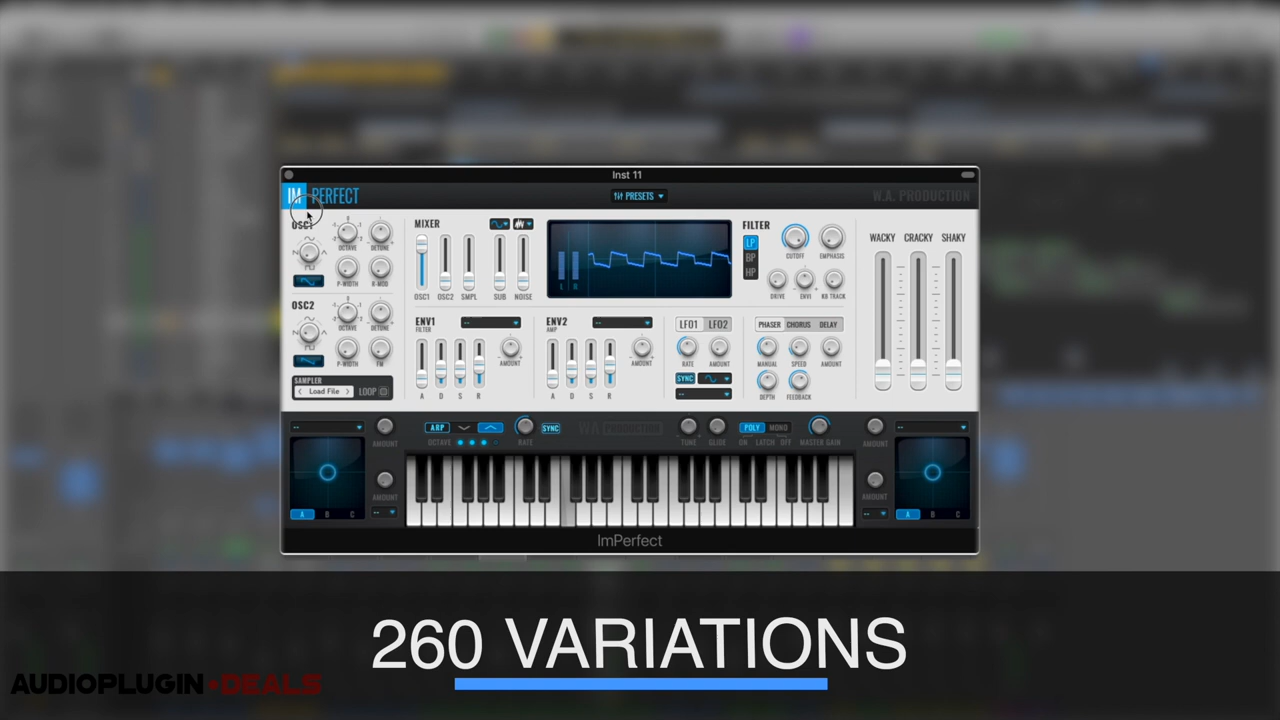 Inst 11
IM PERFECT
PRESETS
W.A. PRODUCTION
OSC1
OCTAVE
DETUNE
P-WIDTH
R-MOD
OSC2
OCTAVE
DETUNE
P-WIDTH
FM
SAMPLER
Load File
LOOP
MIXER
OSC1 OSC2 SMPL SUB NOISE
L R
FILTER
LP
BP
HP
CUTOFF EMPHASIS
DRIVE ENV1 KB TRACK
WACKY CRACKY SHAKY
ENV1
FILTER
--
AMOUNT
A D S R
ENV2
AMP
--
AMOUNT
A D S R
LFO1 LFO2
RATE AMOUNT
SYNC
--
PHASER CHORUS DELAY
MANUAL SPEED AMOUNT
DEPTH FEEDBACK
--
AMOUNT
AMOUNT
A B C
--
ARP
OCTAVE
RATE
SYNC
WA PRODUCTION
TUNE GLIDE
POLY MONO
ON LATCH OFF
MASTER GAIN
AMOUNT
AMOUNT
--
--
A B C
ImPerfect
260 VARIATIONS
AUDIOPLUGIN•DEALS